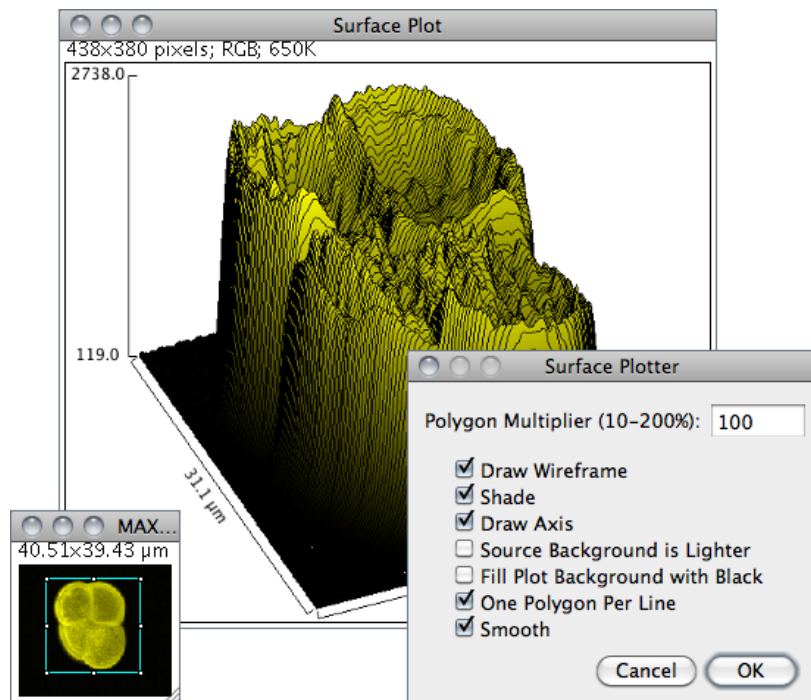 Surface Plot
438x380 pixels; RGB; 650K
2738.0
119.0
31.1 µm
Surface Plotter
Polygon Multiplier (10–200%): 100
Draw Wireframe
Shade
Draw Axis
Source Background is Lighter
Fill Plot Background with Black
One Polygon Per Line
Smooth
Cancel OK
MAX...
40.51x39.43 µm